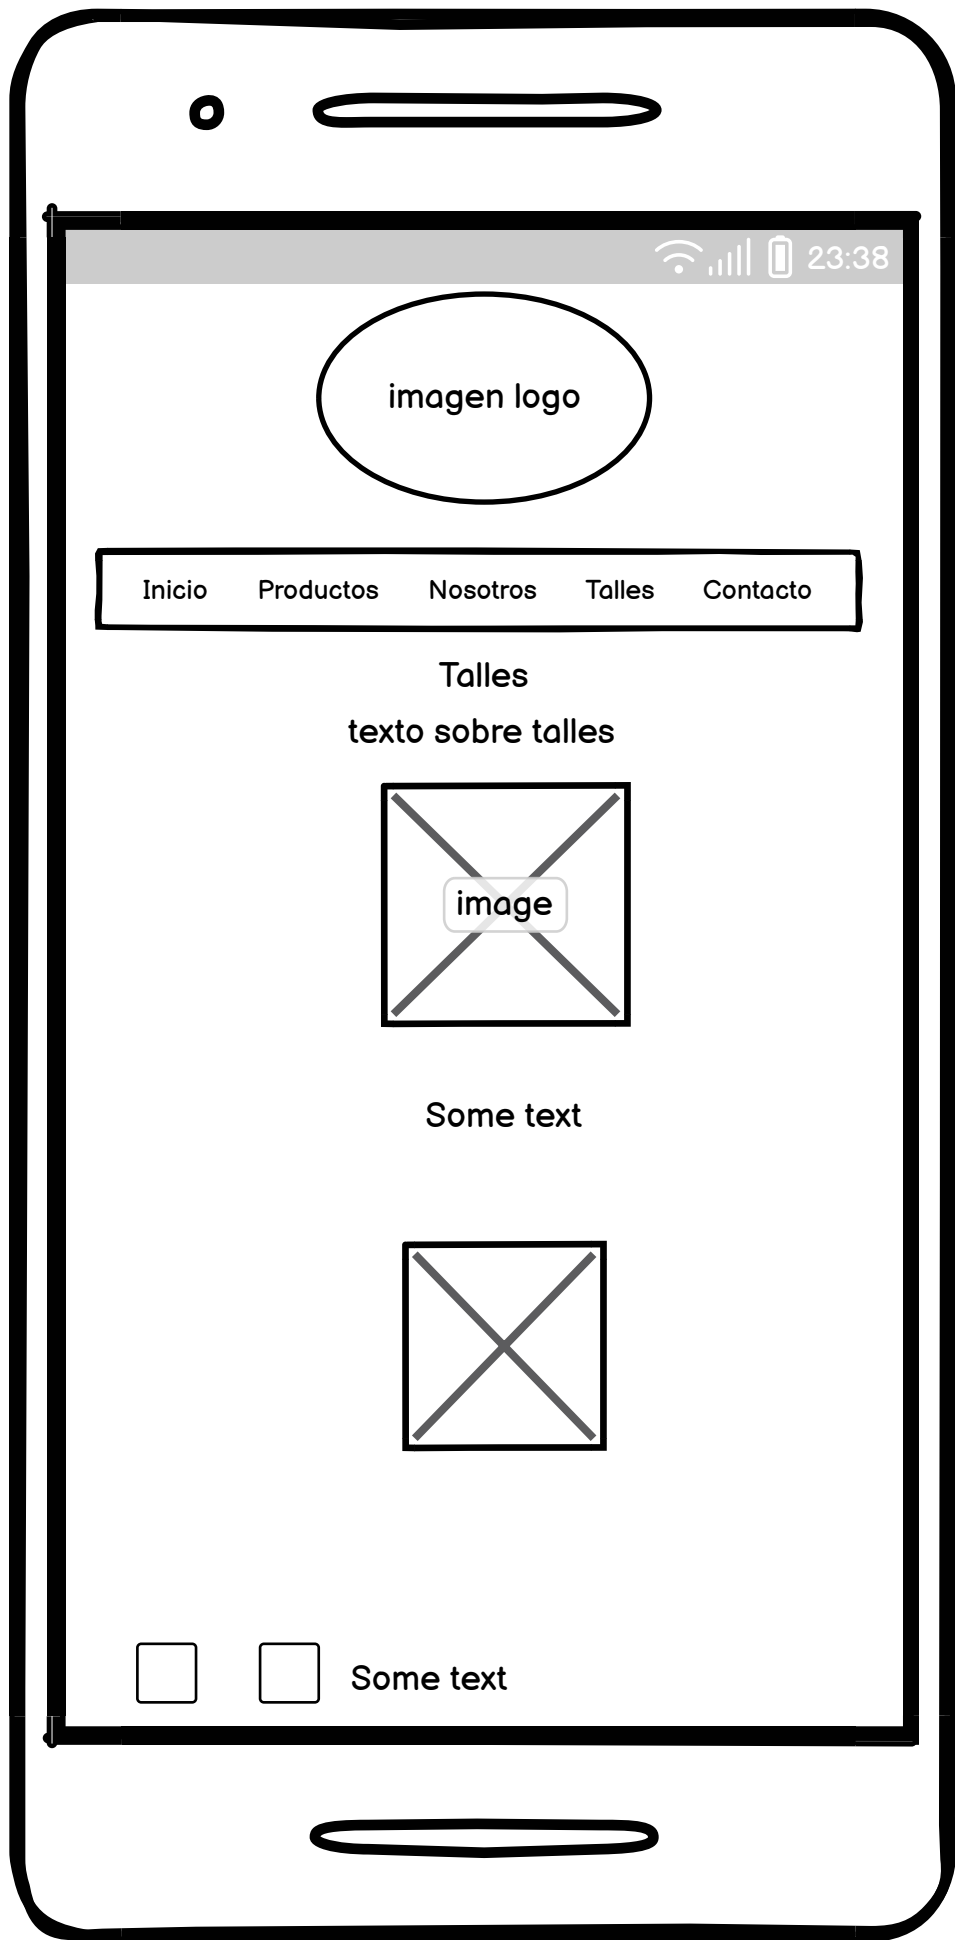 23:38
imagen logo
Inicio Productos Nosotros Talles Contacto
Talles
texto sobre talles
image
Some text
Some text